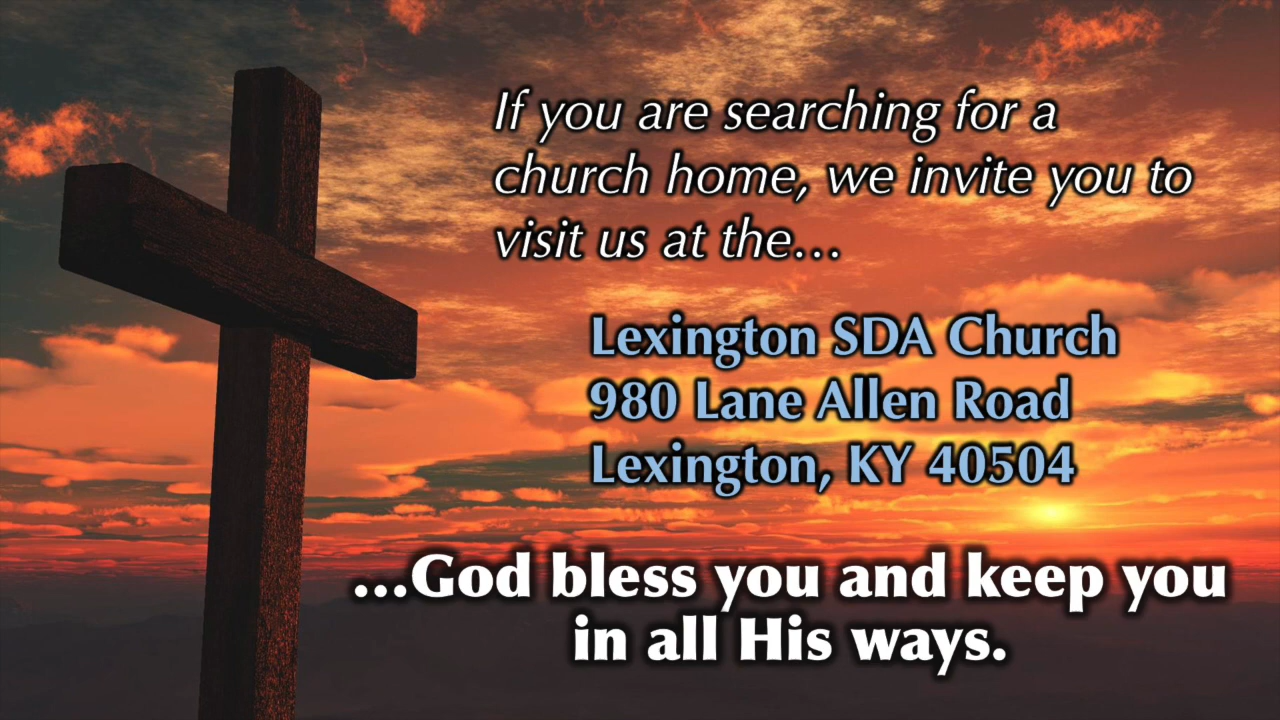 If you are searching for a
church home, we invite you to
visit us at the...
Lexington SDA Church
980 Lane Allen Road
Lexington, KY 40504
...God bless you and keep you
in all His ways.